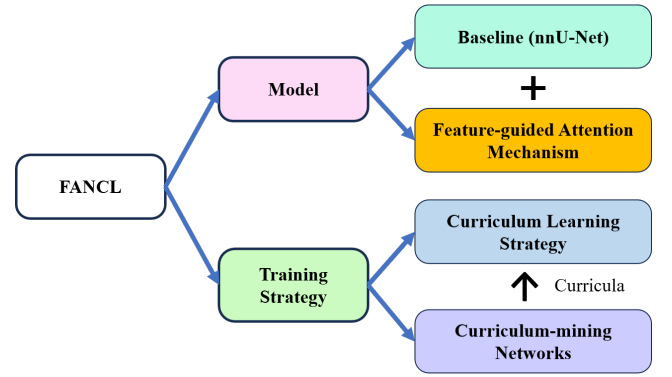 FANCL
Model
Baseline (nnU-Net)
+
Feature-guided Attention
Mechanism
Training
Strategy
Curriculum Learning
Strategy
Curricula
Curriculum-mining
Networks